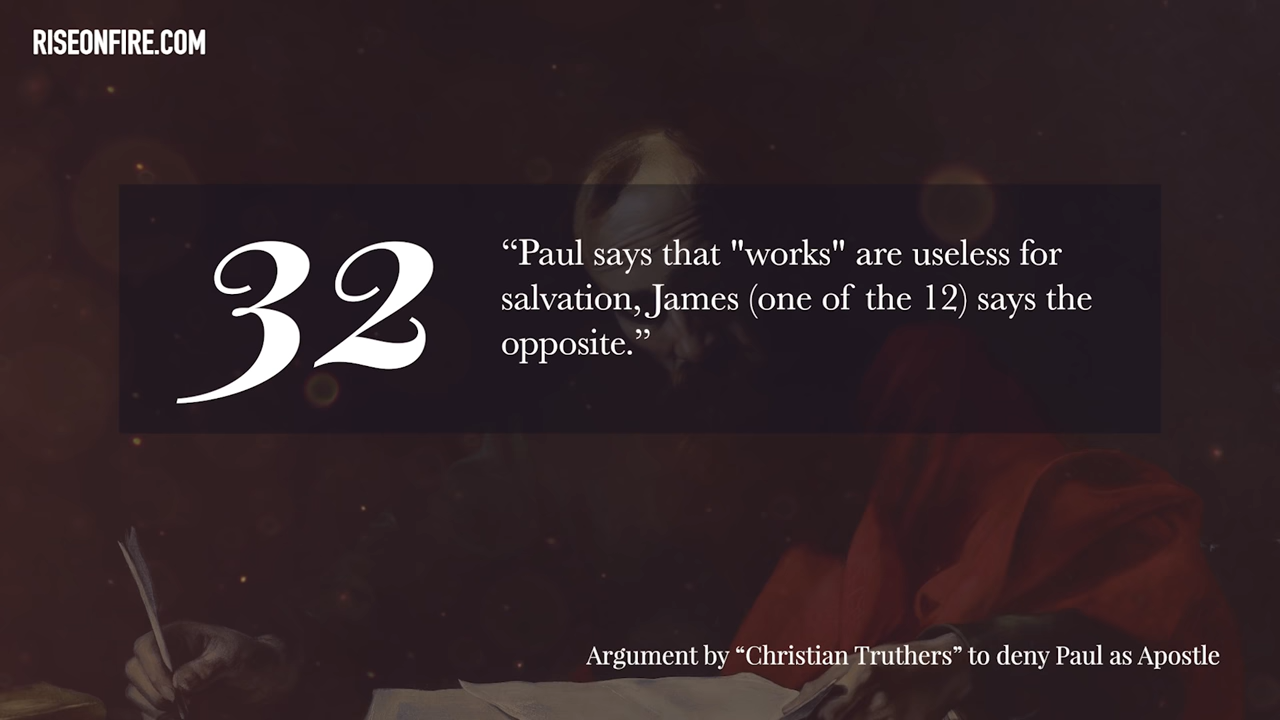 RISEONFIRE.COM
32
“Paul says that "works" are useless for
salvation, James (one of the 12) says the
opposite.”
Argument by “Christian Truthers” to deny Paul as Apostle